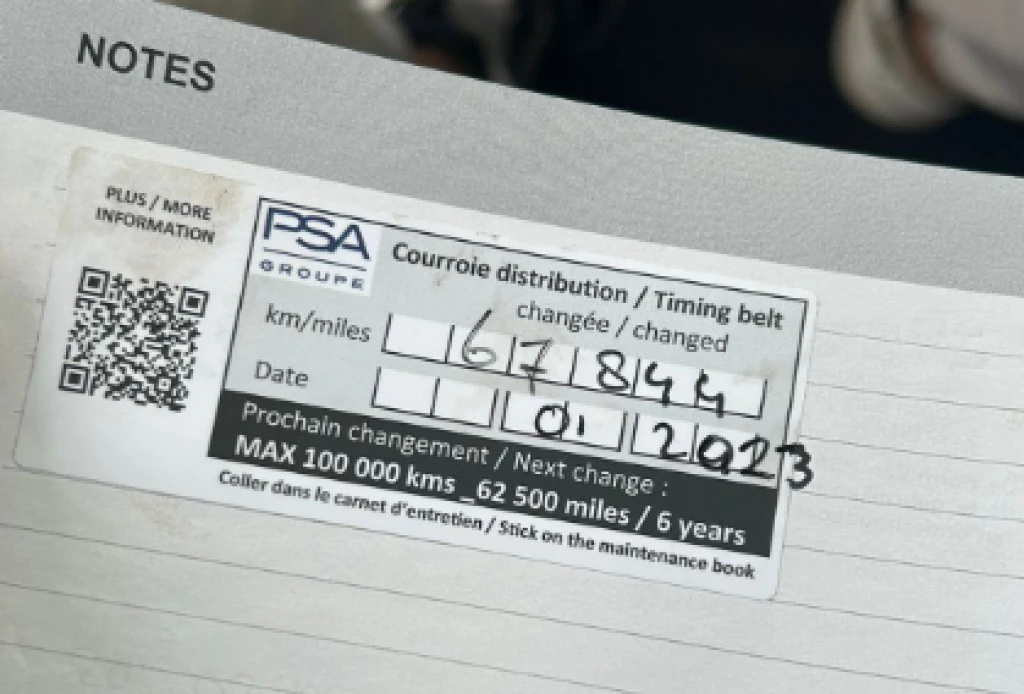 NOTES
PLUS / MORE
INFORMATION
PSA
GROUPE
Courroie distribution / Timing belt
changée / changed
km/miles 67844
Date 01 2023
Prochain changement / Next change :
MAX 100 000 kms _62 500 miles / 6 years
Coller dans le carnet d'entretien / Stick on the maintenance book